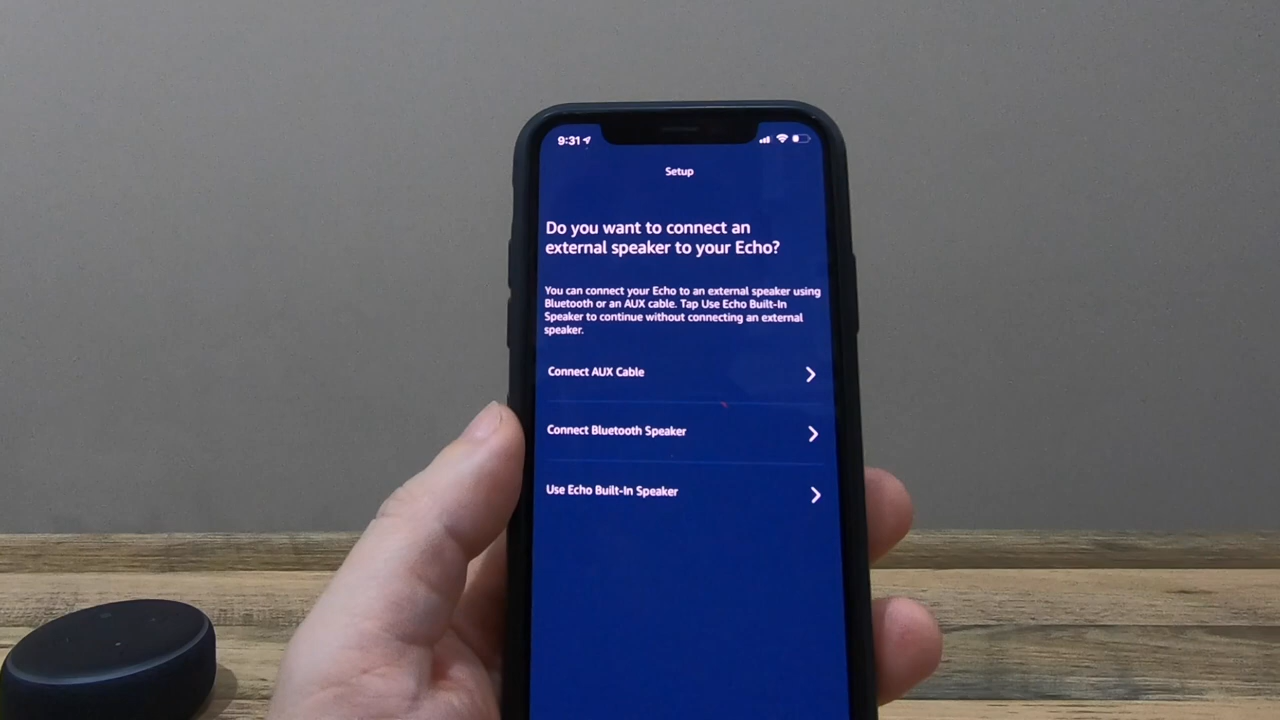 9:31
Setup
Do you want to connect an
external speaker to your Echo?
You can connect your Echo to an external speaker using
Bluetooth or an AUX cable. Tap Use Echo Built-In
Speaker to continue without connecting an external
speaker.
Connect AUX Cable
Connect Bluetooth Speaker
Use Echo Built-In Speaker